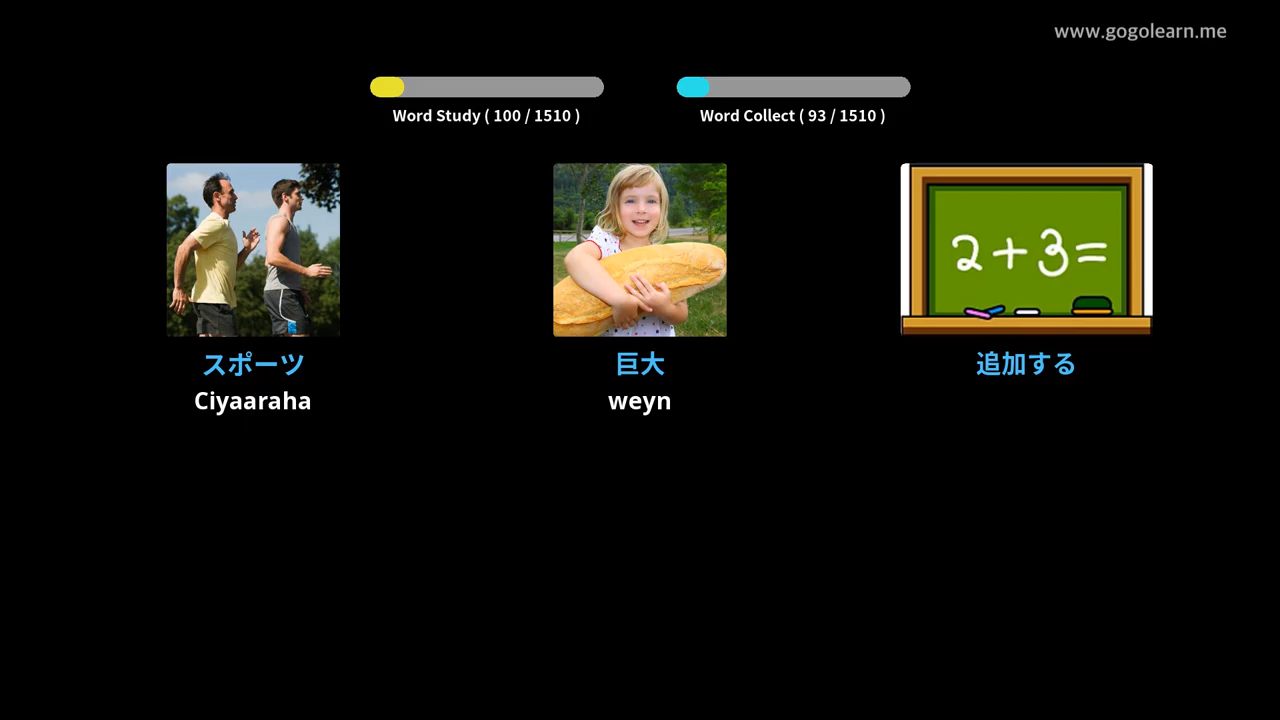 www.gogolearn.me
Word Study ( 100 / 1510 )
Word Collect ( 93 / 1510 )
2+3=
スポーツ
巨大
追加する
Ciyaaraha
weyn